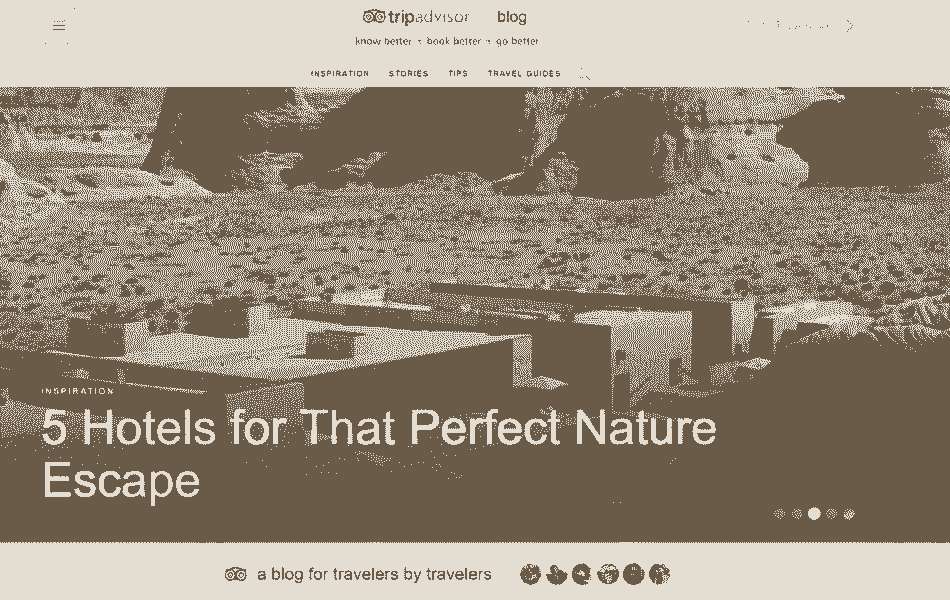 tripadvisor blog
know better • book better • go better
INSPIRATION STORIES TIPS TRAVEL GUIDES
INSPIRATION
5 Hotels for That Perfect Nature
Escape
a blog for travelers by travelers